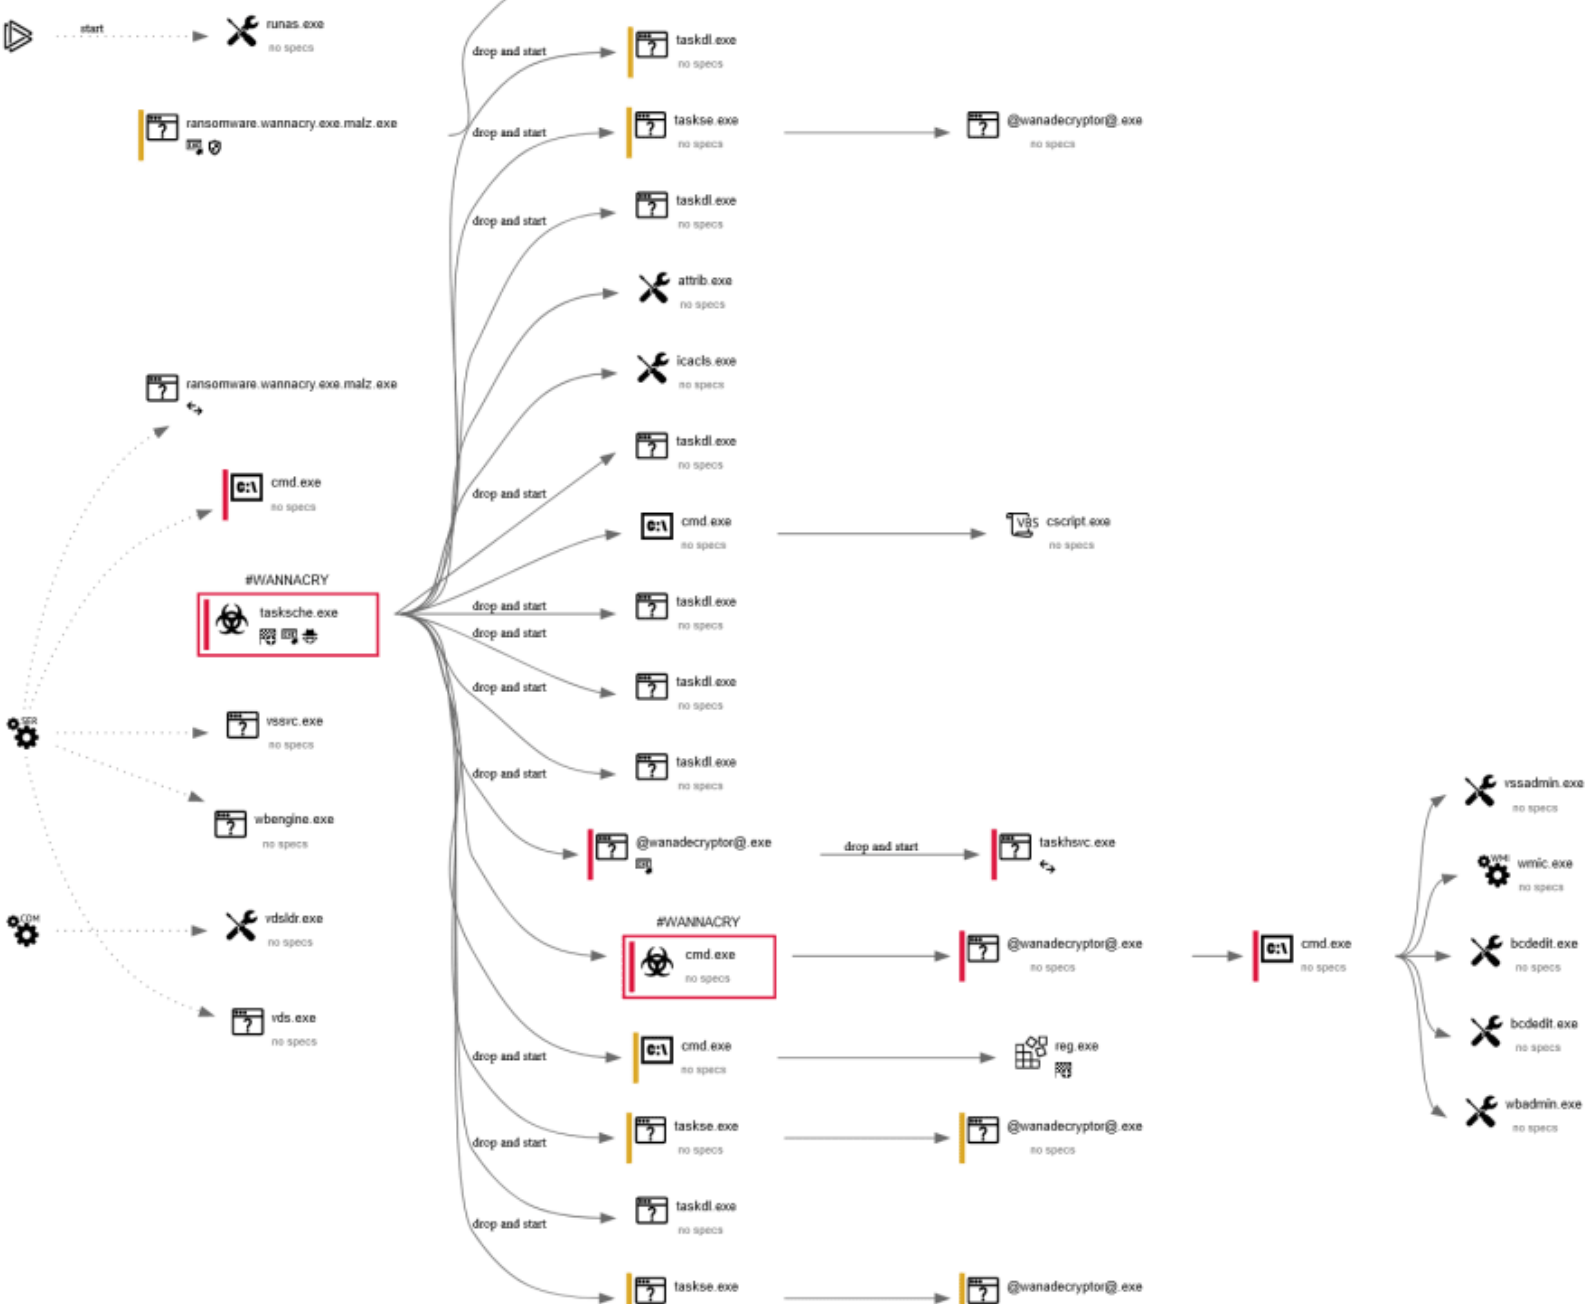 start
runas.exe
no specs
ransomware.wannacry.exe.malz.exe
ransomware.wannacry.exe.malz.exe
cmd.exe
no specs
#WANNACRY
tasksche.exe
SER
vssvc.exe
no specs
wbengine.exe
no specs
COM
vdsldr.exe
no specs
vds.exe
no specs
drop and start
taskdl.exe
no specs
drop and start
taskse.exe
no specs
@wanadecryptor@.exe
no specs
drop and start
taskdl.exe
no specs
attrib.exe
no specs
icacls.exe
no specs
drop and start
taskdl.exe
no specs
C:\
cmd.exe
no specs
VBS
cscript.exe
no specs
drop and start
taskdl.exe
no specs
drop and start
taskdl.exe
no specs
drop and start
taskdl.exe
no specs
drop and start
@wanadecryptor@.exe
drop and start
taskhsvc.exe
#WANNACRY
cmd.exe
no specs
@wanadecryptor@.exe
no specs
C:\
cmd.exe
no specs
vssadmin.exe
no specs
WMI
wmic.exe
no specs
bcdedit.exe
no specs
bcdedit.exe
no specs
wbadmin.exe
no specs
C:\
cmd.exe
no specs
reg.exe
drop and start
taskse.exe
no specs
@wanadecryptor@.exe
no specs
drop and start
taskdl.exe
no specs
drop and start
taskse.exe
@wanadecryptor@.exe